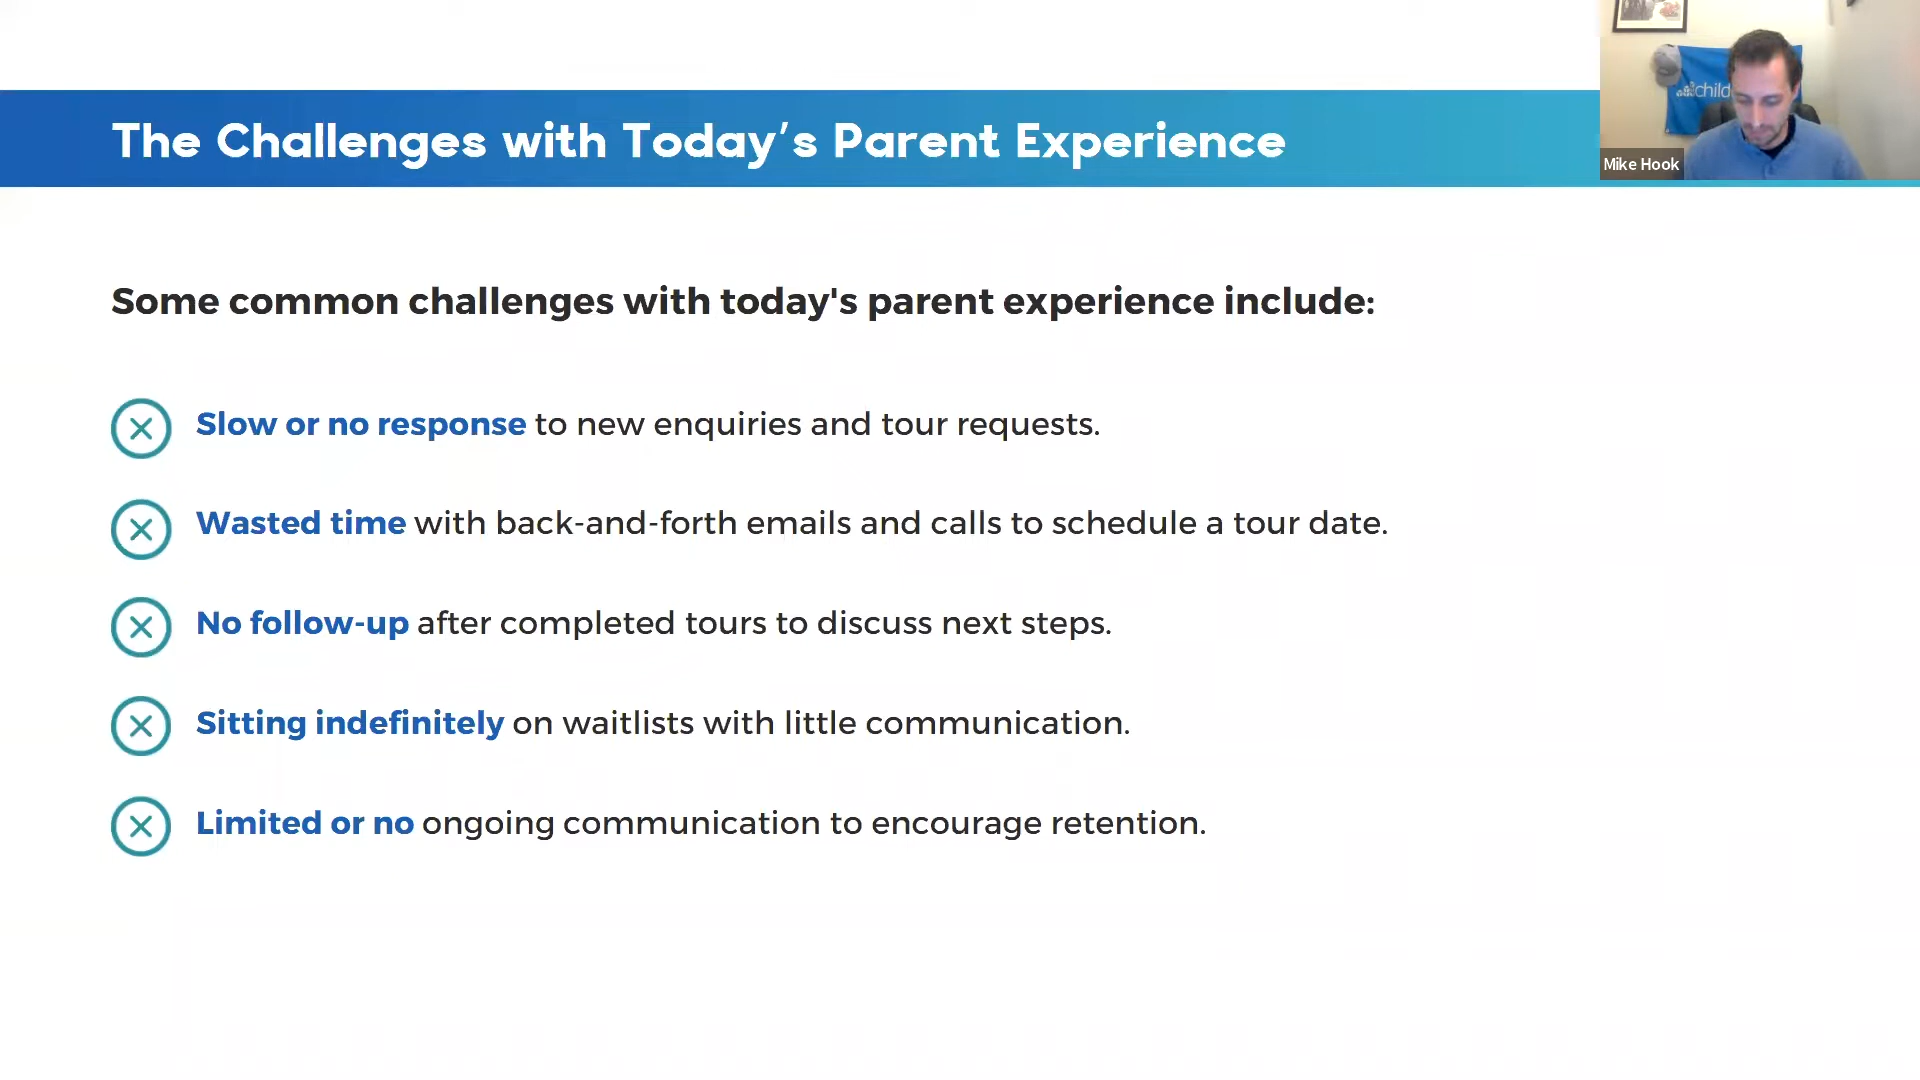 The Challenges with Today’s Parent Experience
child
Mike Hook
Some common challenges with today's parent experience include:
Slow or no response to new enquiries and tour requests.
Wasted time with back-and-forth emails and calls to schedule a tour date.
No follow-up after completed tours to discuss next steps.
Sitting indefinitely on waitlists with little communication.
Limited or no ongoing communication to encourage retention.